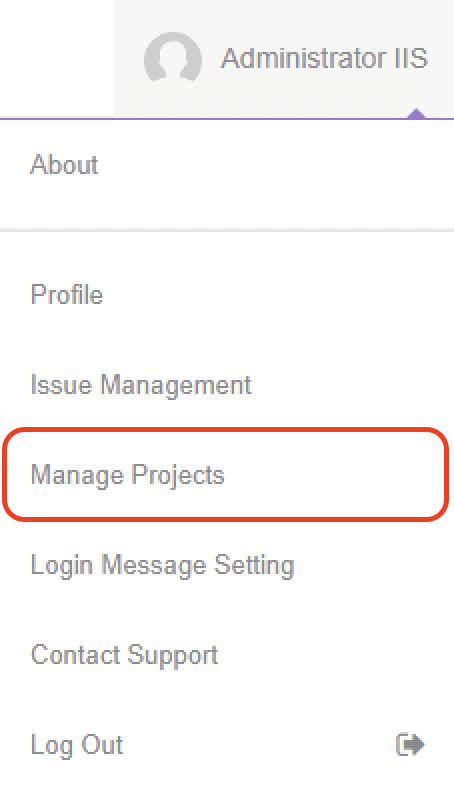 Administrator IIS
About
Profile
Issue Management
Manage Projects
Login Message Setting
Contact Support
Log Out